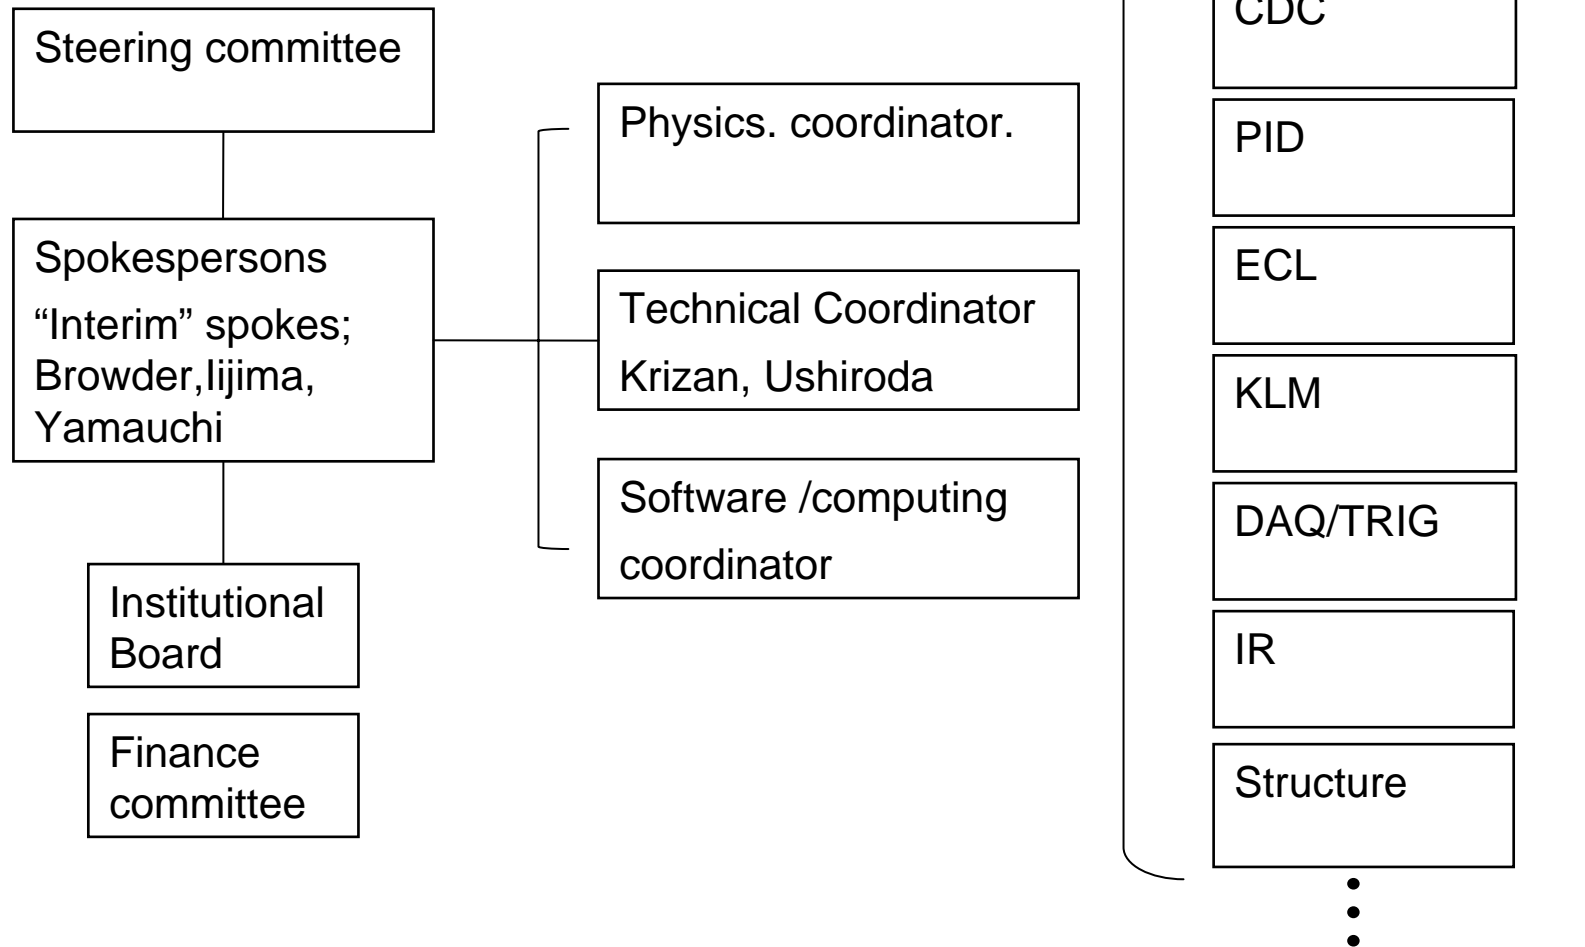 Steering committee
Spokespersons
“Interim” spokes;
Browder,Iijima,
Yamauchi
Institutional
Board
Finance
committee
Physics. coordinator.
Technical Coordinator
Krizan, Ushiroda
Software /computing
coordinator
CDC
PID
ECL
KLM
DAQ/TRIG
IR
Structure